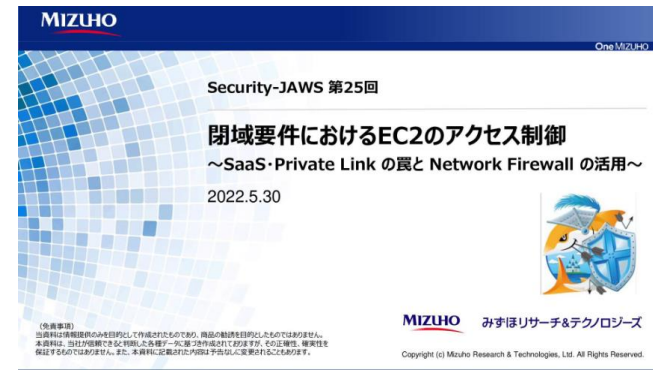 MIZUHO
One MIZUHO
Security-JAWS 第25回
閉域要件におけるEC2のアクセス制御
～SaaS・Private Link の罠と Network Firewall の活用～
2022.5.30
(免責事項)
当資料は情報提供のみを目的として作成されたものであり、商品の勧誘を目的としたものではありません。
本資料は、当社が信頼できると判断した各種データに基づき作成されておりますが、その正確性、確実性を
保証するものではありません。また、本資料に記載された内容は予告なしに変更されることもあります。
MIZUHO みずほリサーチ&テクノロジーズ
Copyright (c) Mizuho Research & Technologies, Ltd. All Rights Reserved.